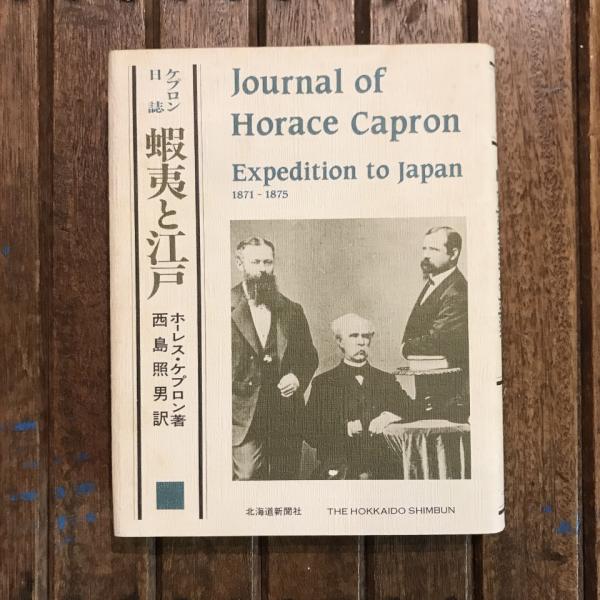 Journal of
Horace Capron
Expedition to Japan
1871 - 1875
ケプロン
日誌
蝦夷と江戸
ホーレス・ケプロン著
西島照男訳
北海道新聞社 THE HOKKAIDO SHIMBUN